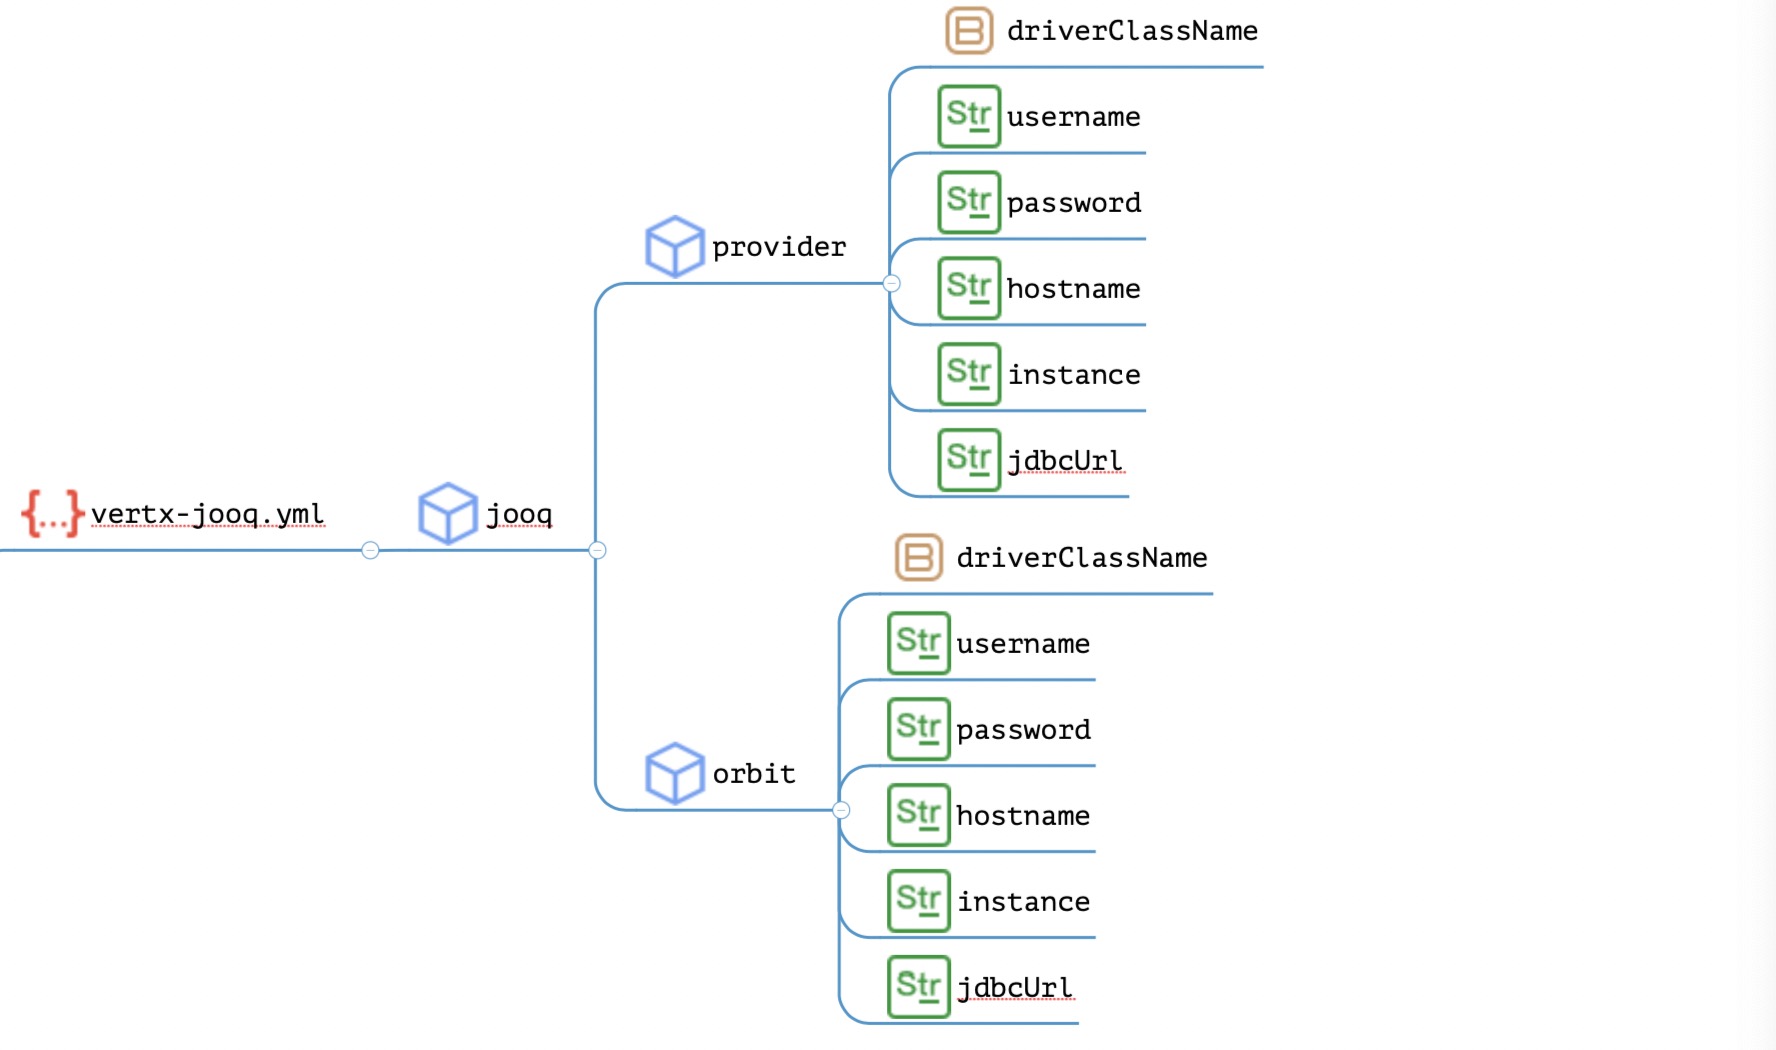 B driverClassName
Str username
Str password
provider
Str hostname
Str instance
Str jdbcUrl
{...} vertx-jooq.yml
jooq
B driverClassName
Str username
Str password
orbit
Str hostname
Str instance
Str jdbcUrl